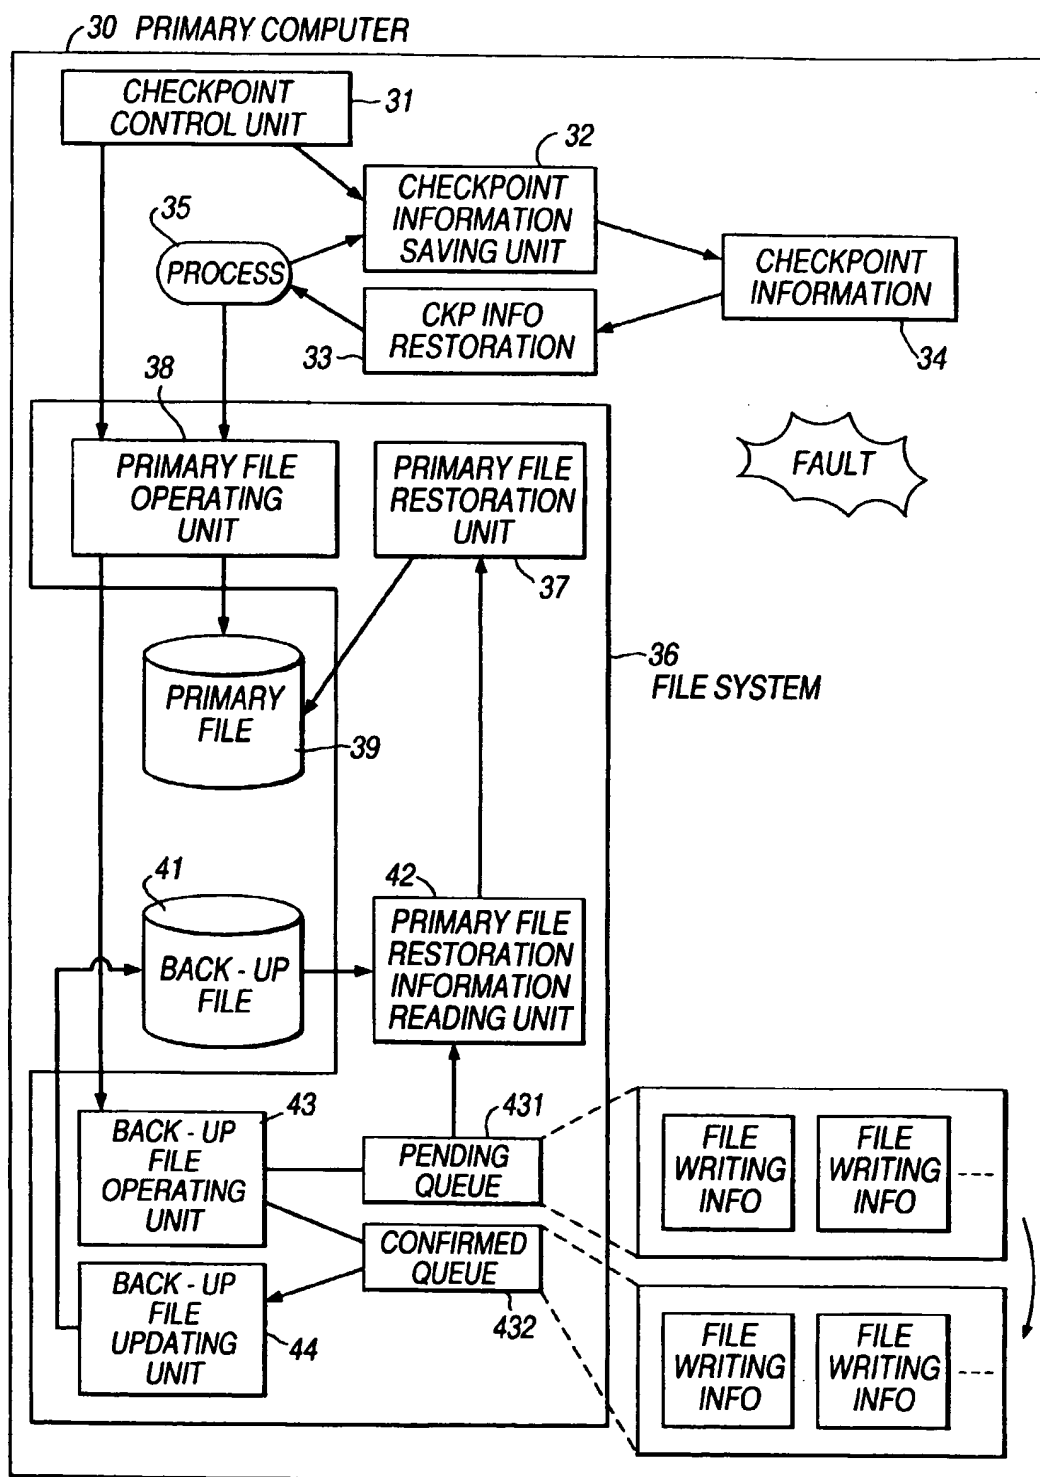 30 PRIMARY COMPUTER
CHECKPOINT
CONTROL UNIT
31
32
CHECKPOINT
INFORMATION
SAVING UNIT
35
PROCESS
CHECKPOINT
INFORMATION
34
CKP INFO
RESTORATION
33
38
FAULT
PRIMARY FILE
OPERATING
UNIT
PRIMARY FILE
RESTORATION
UNIT
37
36
FILE SYSTEM
PRIMARY
FILE
39
41
BACK - UP
FILE
42
PRIMARY FILE
RESTORATION
INFORMATION
READING UNIT
43
BACK - UP
FILE
OPERATING
UNIT
431
PENDING
QUEUE
FILE
WRITING
INFO
FILE
WRITING
INFO
CONFIRMED
QUEUE
432
BACK - UP
FILE
UPDATING
UNIT
44
FILE
WRITING
INFO
FILE
WRITING
INFO